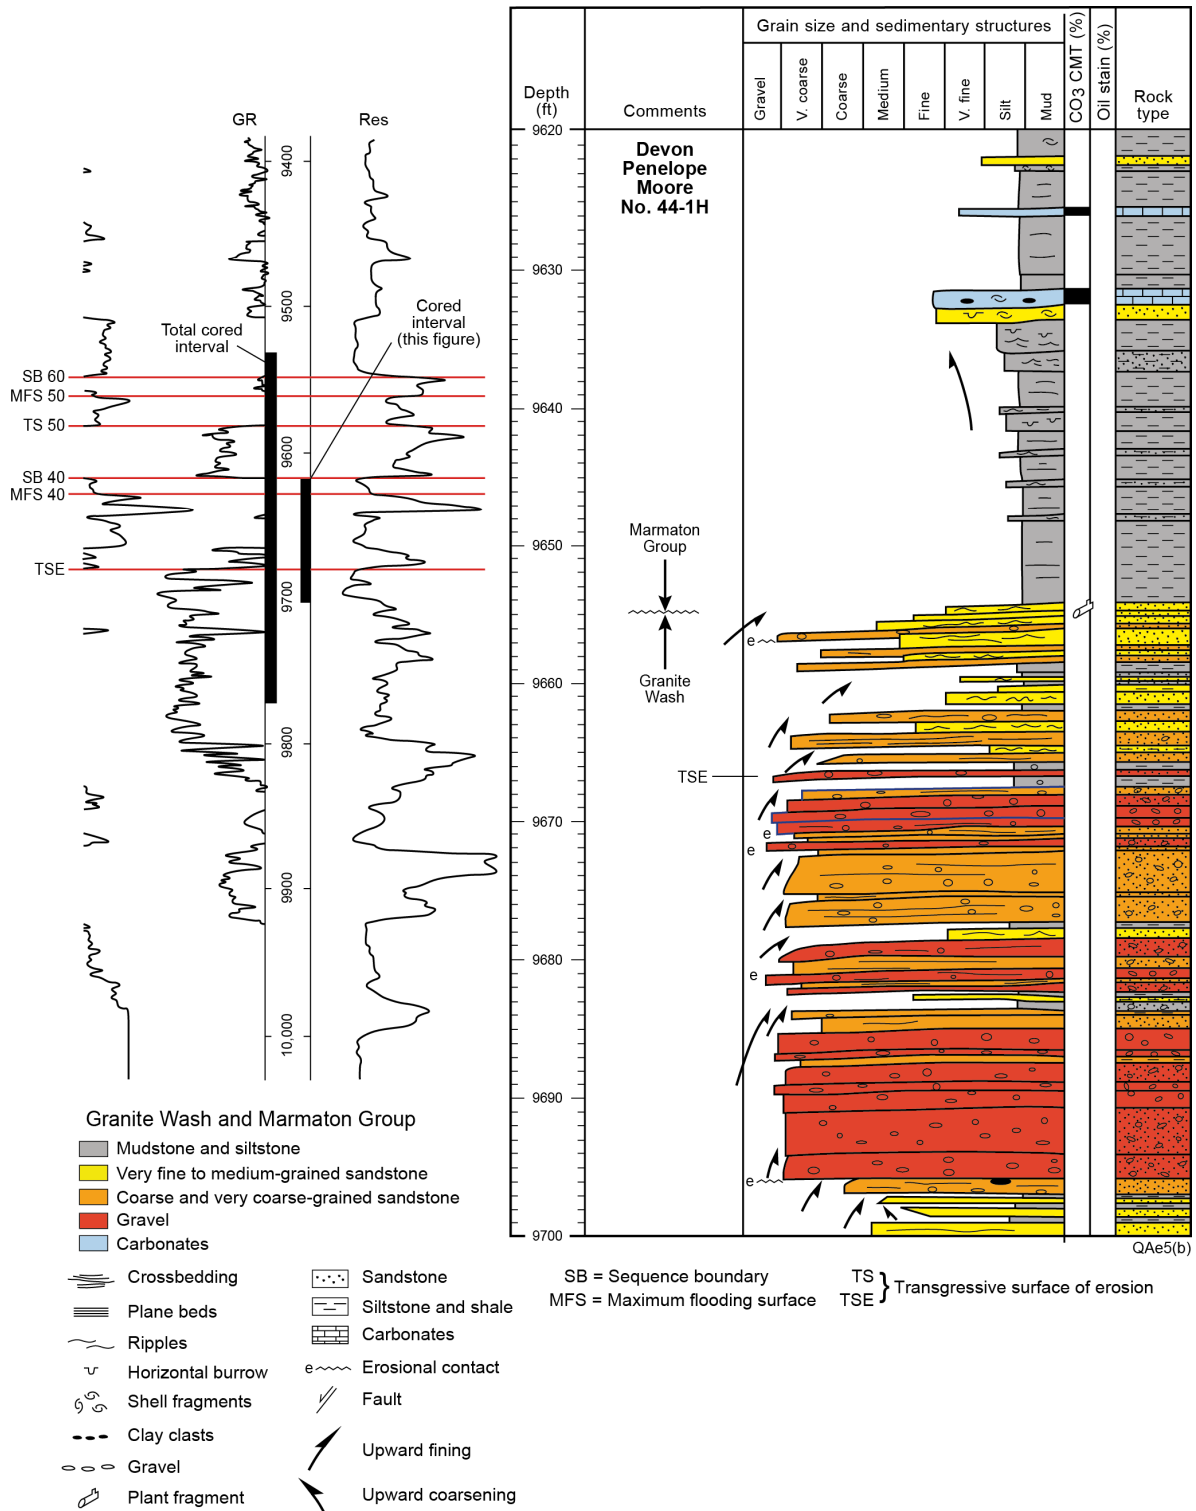 Grain size and sedimentary structures
Depth
(ft)
Comments
Gravel
V. coarse
Coarse
Medium
Fine
V. fine
Silt
Mud
CO3 CMT (%)
Oil stain (%)
Rock
type
GR
Res
9400
9500
9600
9700
9800
9900
10,000
Total cored
interval
Cored
interval
(this figure)
SB 60
MFS 50
TS 50
SB 40
MFS 40
TSE
9620
9630
9640
9650
9660
9670
9680
9690
9700
Devon
Penelope
Moore
No. 44-1H
Marmaton
Group
Granite
Wash
TSE
e
e
e
e
e
QAe5(b)
Granite Wash and Marmaton Group
Mudstone and siltstone
Very fine to medium-grained sandstone
Coarse and very coarse-grained sandstone
Gravel
Carbonates
Crossbedding
Plane beds
Ripples
Horizontal burrow
Shell fragments
Clay clasts
Gravel
Plant fragment
Sandstone
Siltstone and shale
Carbonates
e Erosional contact
Fault
Upward fining
Upward coarsening
SB = Sequence boundary
MFS = Maximum flooding surface
TS
TSE
} Transgressive surface of erosion